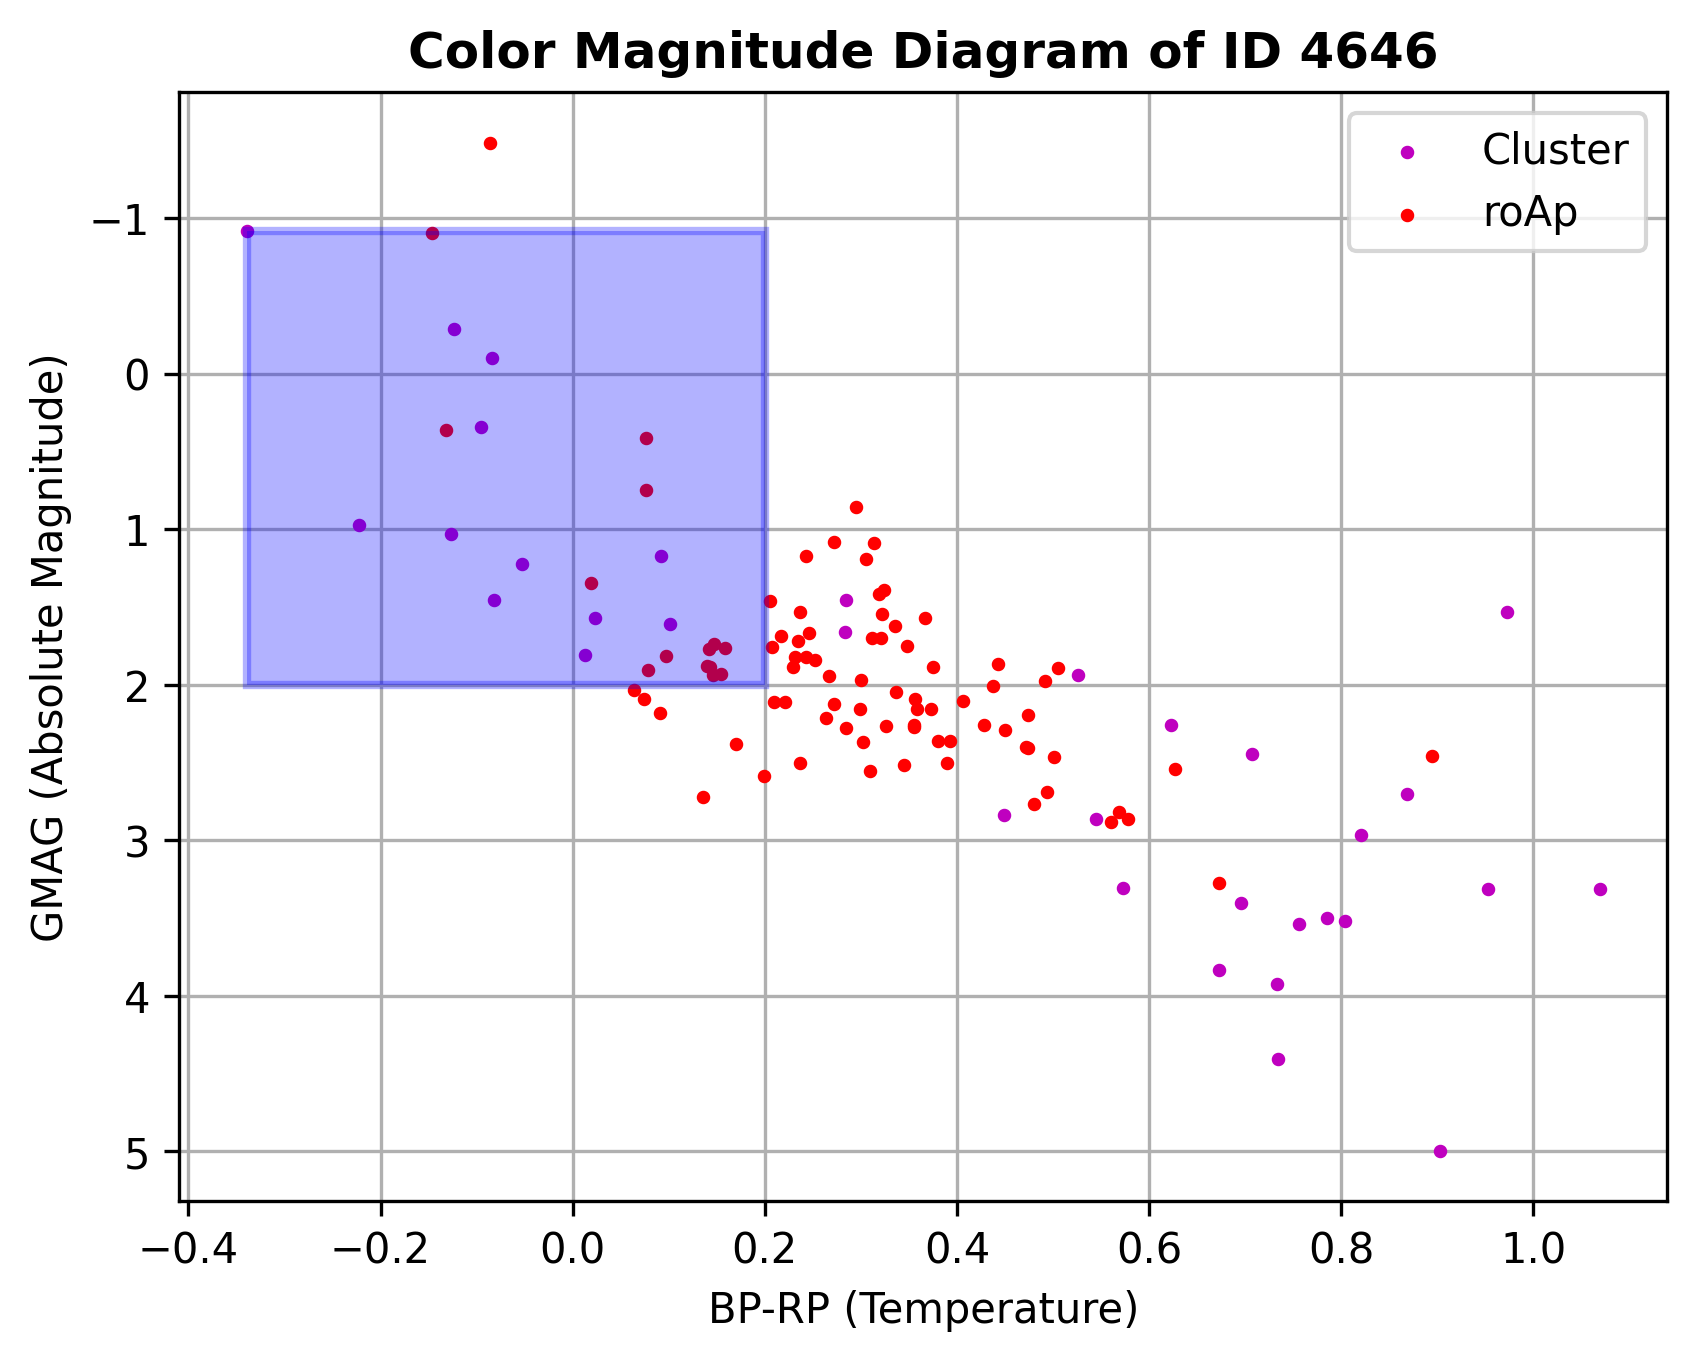 Color Magnitude Diagram of ID 4646
Cluster
roAp
GMAG (Absolute Magnitude)
−1
0
1
2
3
4
5
−0.4 −0.2 0.0 0.2 0.4 0.6 0.8 1.0
BP-RP (Temperature)